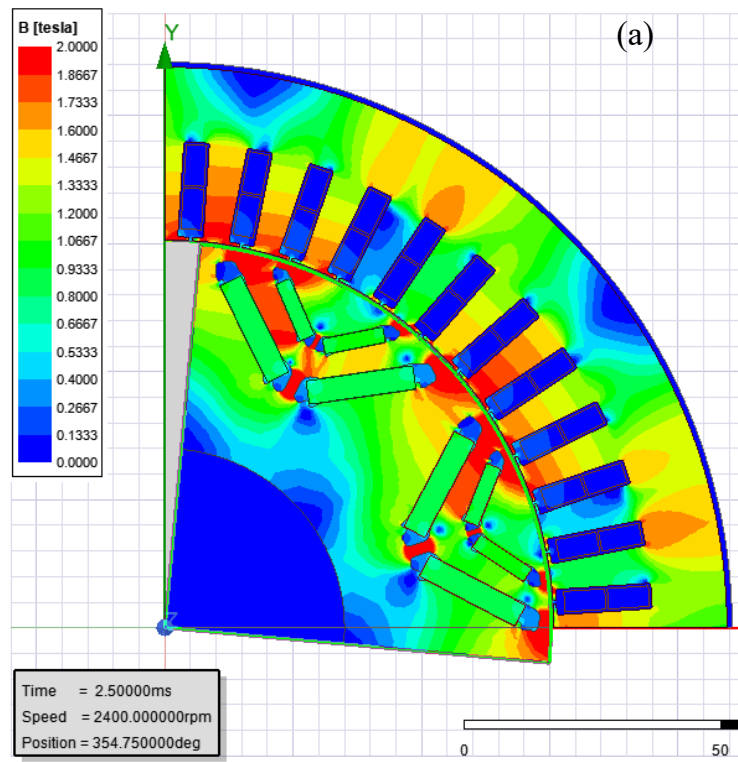 B [tesla]
2.0000
1.8667
1.7333
1.6000
1.4667
1.3333
1.2000
1.0667
0.9333
0.8000
0.6667
0.5333
0.4000
0.2667
0.1333
0.0000
Y
(a)
Z
Time = 2.50000ms
Speed = 2400.000000rpm
Position = 354.750000deg
0 50